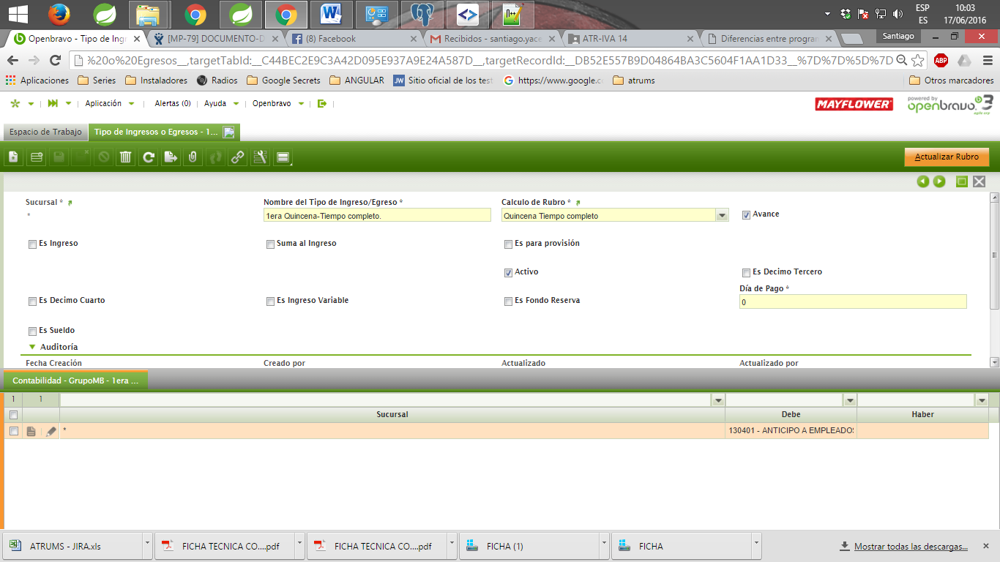 ESP
ES
10:03
17/06/2016
Openbravo - Tipo de Ing
[MP-79] DOCUMENTO-D
(8) Facebook
Recibidos - santiago.yace
ATR-IVA 14
Diferencias entre program
Santiago
%20o%20Egresos__,targetTabId:__C44BEC2E9C3A42D095E937A9E24A587D__,targetRecordId:__DB52E557B9D04864BA3C5604F1AA1D33__%7D%7D%5D%7D
ABP
Aplicaciones
Series
Instaladores
Radios
Google Secrets
ANGULAR
JW
Sitio oficial de los test
https://www.google.c
atrums
Otros marcadores
Aplicación
Alertas (0)
Ayuda
Openbravo
MAYFLOWER
powered by
openbravo 3
agile erp
Espacio de Trabajo
Tipo de Ingresos o Egresos - 1...
Actualizar Rubro
Sucursal *
*
Nombre del Tipo de Ingreso/Egreso *
1era Quincena-Tiempo completo.
Calculo de Rubro *
Quincena Tiempo completo
Avance
Es Ingreso
Suma al Ingreso
Es para provisión
Activo
Es Decimo Tercero
Es Decimo Cuarto
Es Ingreso Variable
Es Fondo Reserva
Día de Pago *
0
Es Sueldo
Auditoría
Fecha Creación
Creado por
Actualizado
Actualizado por
Contabilidad - GrupoMB - 1era ...
1
1
Sucursal
Debe
Haber
*
130401 - ANTICIPO A EMPLEADOS
ATRUMS - JIRA.xls
FICHA TECNICA CO....pdf
FICHA TECNICA CO....pdf
FICHA (1)
FICHA
Mostrar todas las descargas...